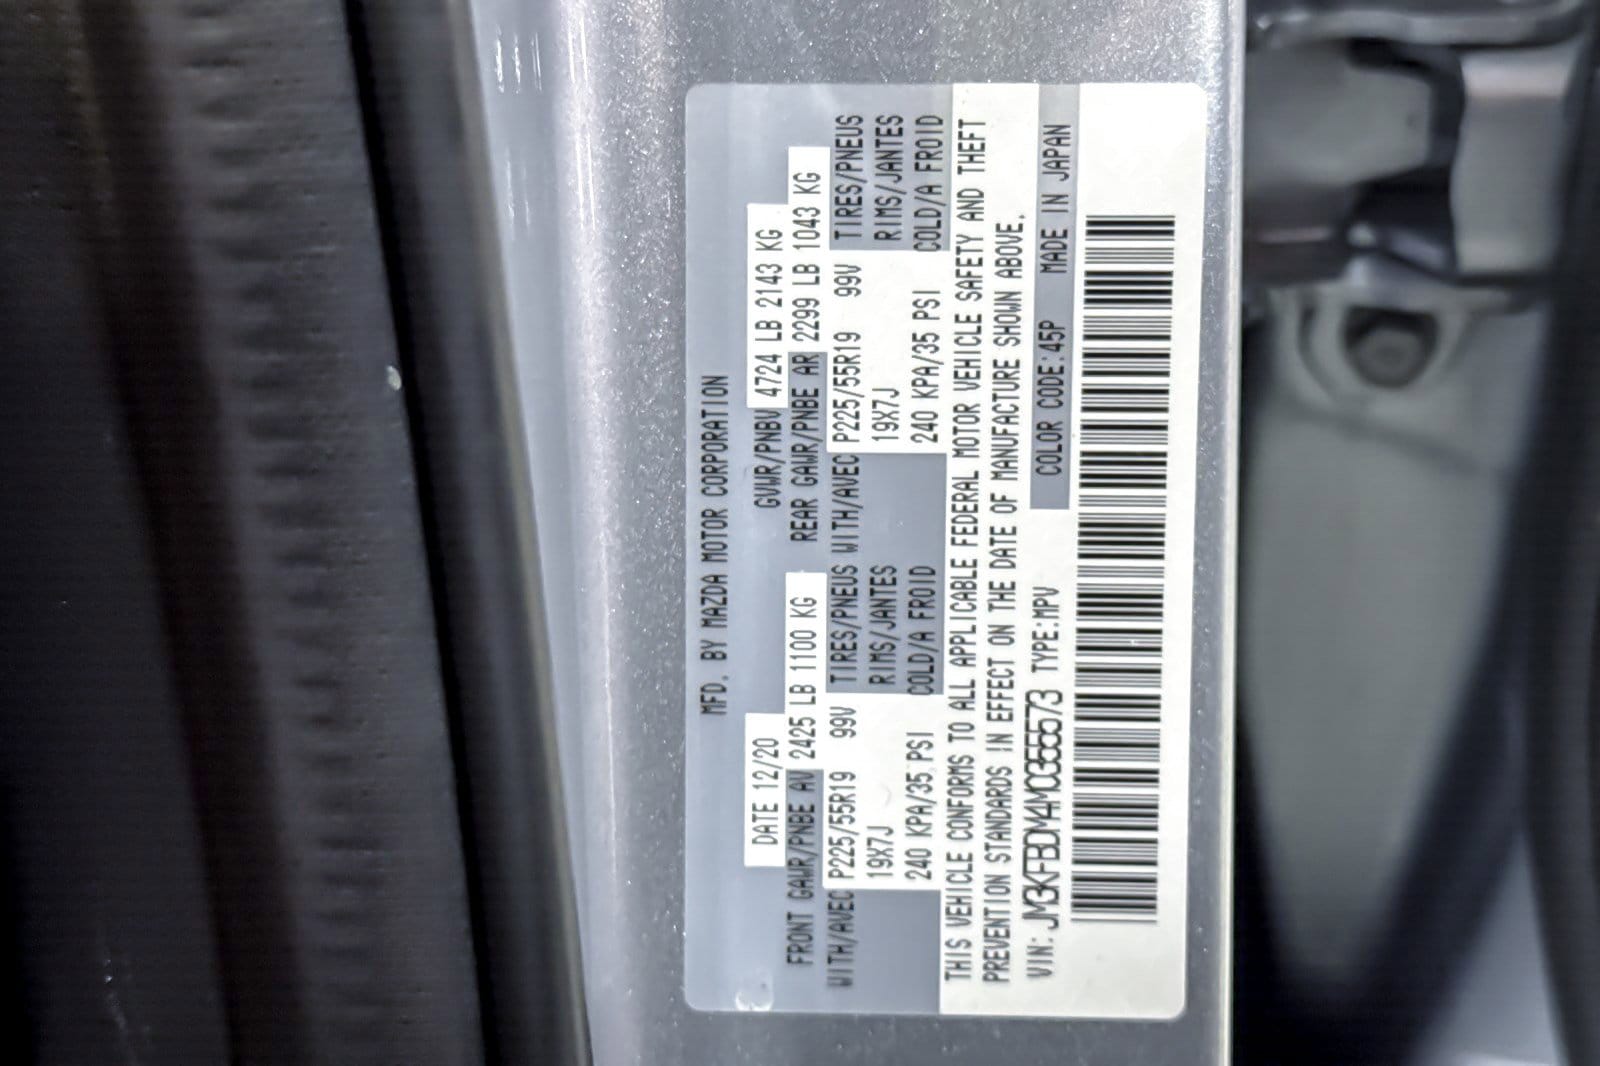 MFD. BY MAZDA MOTOR CORPORATION
DATE 12/20 GVWR/PNBV 4724 LB 2143 KG
FRONT GAWR/PNBE AV 2425 LB 1100 KG REAR GAWR/PNBE AR 2299 LB 1043 KG
WITH/AVEC P225/55R19 99V TIRES/PNEUS WITH/AVEC P225/55R19 99V TIRES/PNEUS
19X7J RIMS/JANTES 19X7J RIMS/JANTES
240 KPA/35 PSI COLD/A FROID 240 KPA/35 PSI COLD/A FROID
THIS VEHICLE CONFORMS TO ALL APPLICABLE FEDERAL MOTOR VEHICLE SAFETY AND THEFT
PREVENTION STANDARDS IN EFFECT ON THE DATE OF MANUFACTURE SHOWN ABOVE.
VIN: JM3KFBDM4M0355573 TYPE:MPV COLOR CODE:45P MADE IN JAPAN